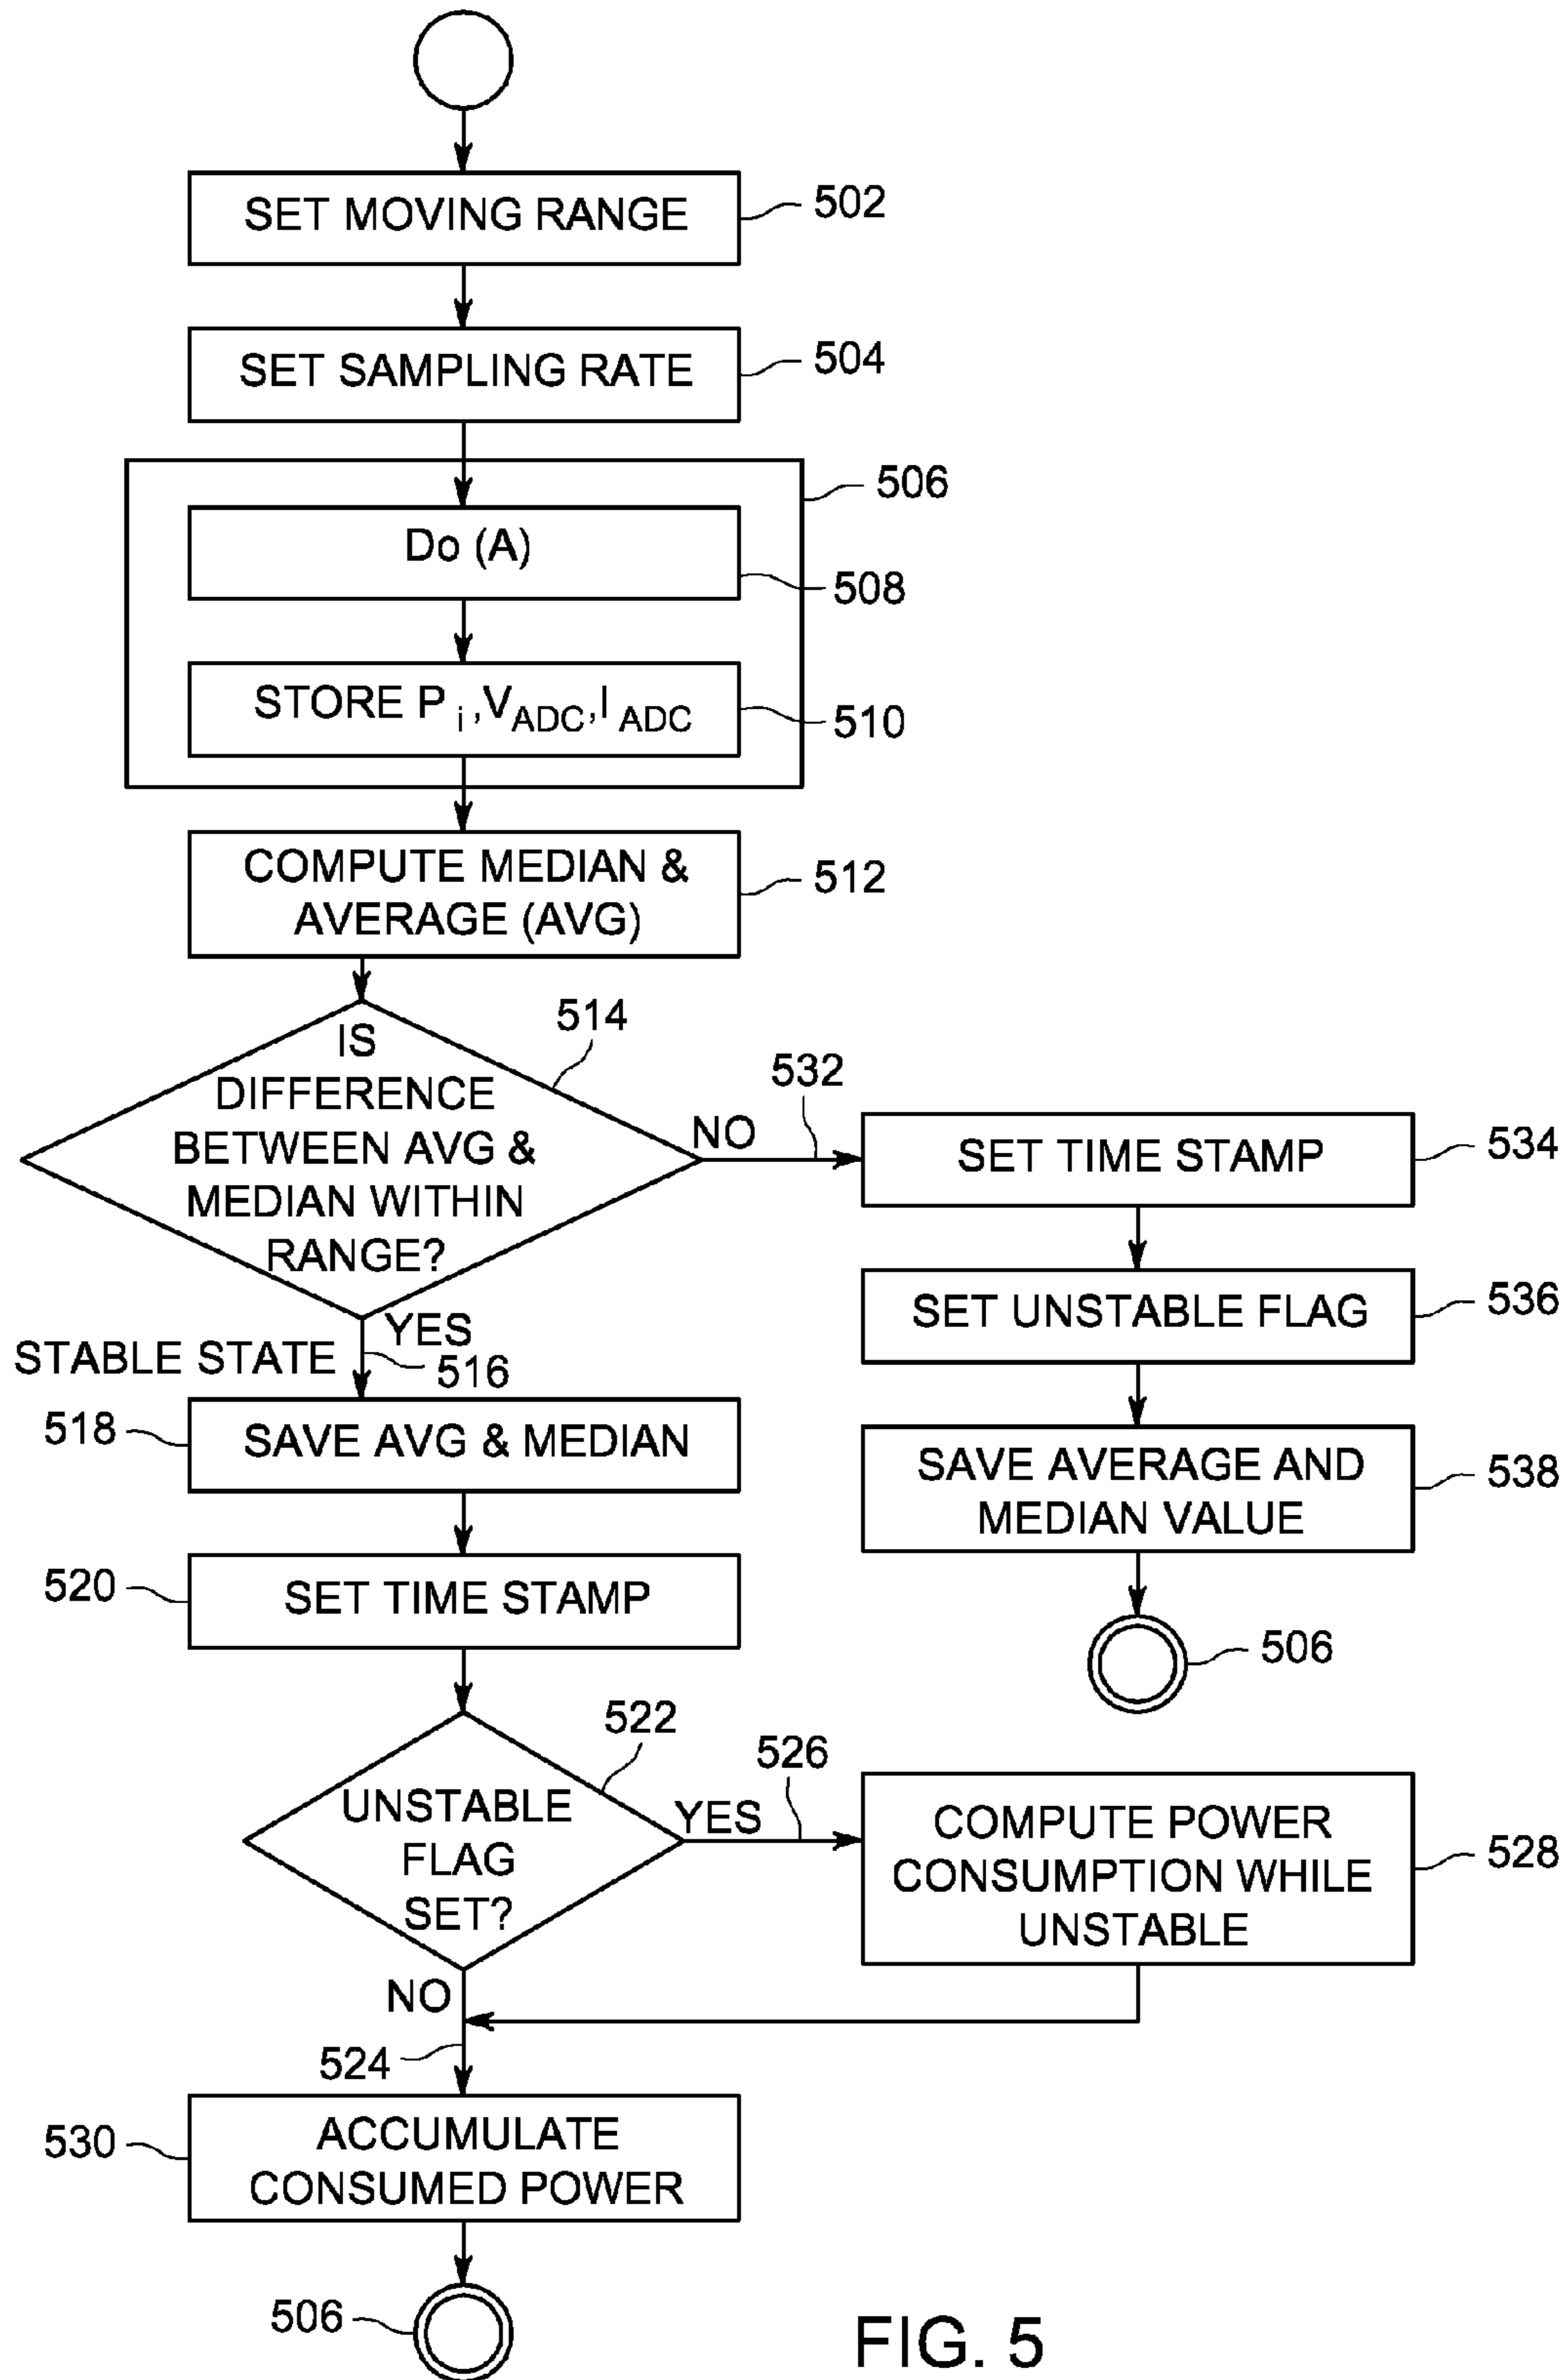 SET MOVING RANGE
502
SET SAMPLING RATE
504
506
Do (A)
508
STORE P i ,VADC,I ADC
510
COMPUTE MEDIAN &
AVERAGE (AVG)
512
514
IS
DIFFERENCE
BETWEEN AVG &
MEDIAN WITHIN
RANGE?
NO
532
SET TIME STAMP
534
SET UNSTABLE FLAG
536
SAVE AVERAGE AND
MEDIAN VALUE
538
506
YES
STABLE STATE
516
518
SAVE AVG & MEDIAN
520
SET TIME STAMP
522
UNSTABLE
FLAG
SET?
YES
526
COMPUTE POWER
CONSUMPTION WHILE
UNSTABLE
528
NO
524
530
ACCUMULATE
CONSUMED POWER
506
FIG. 5